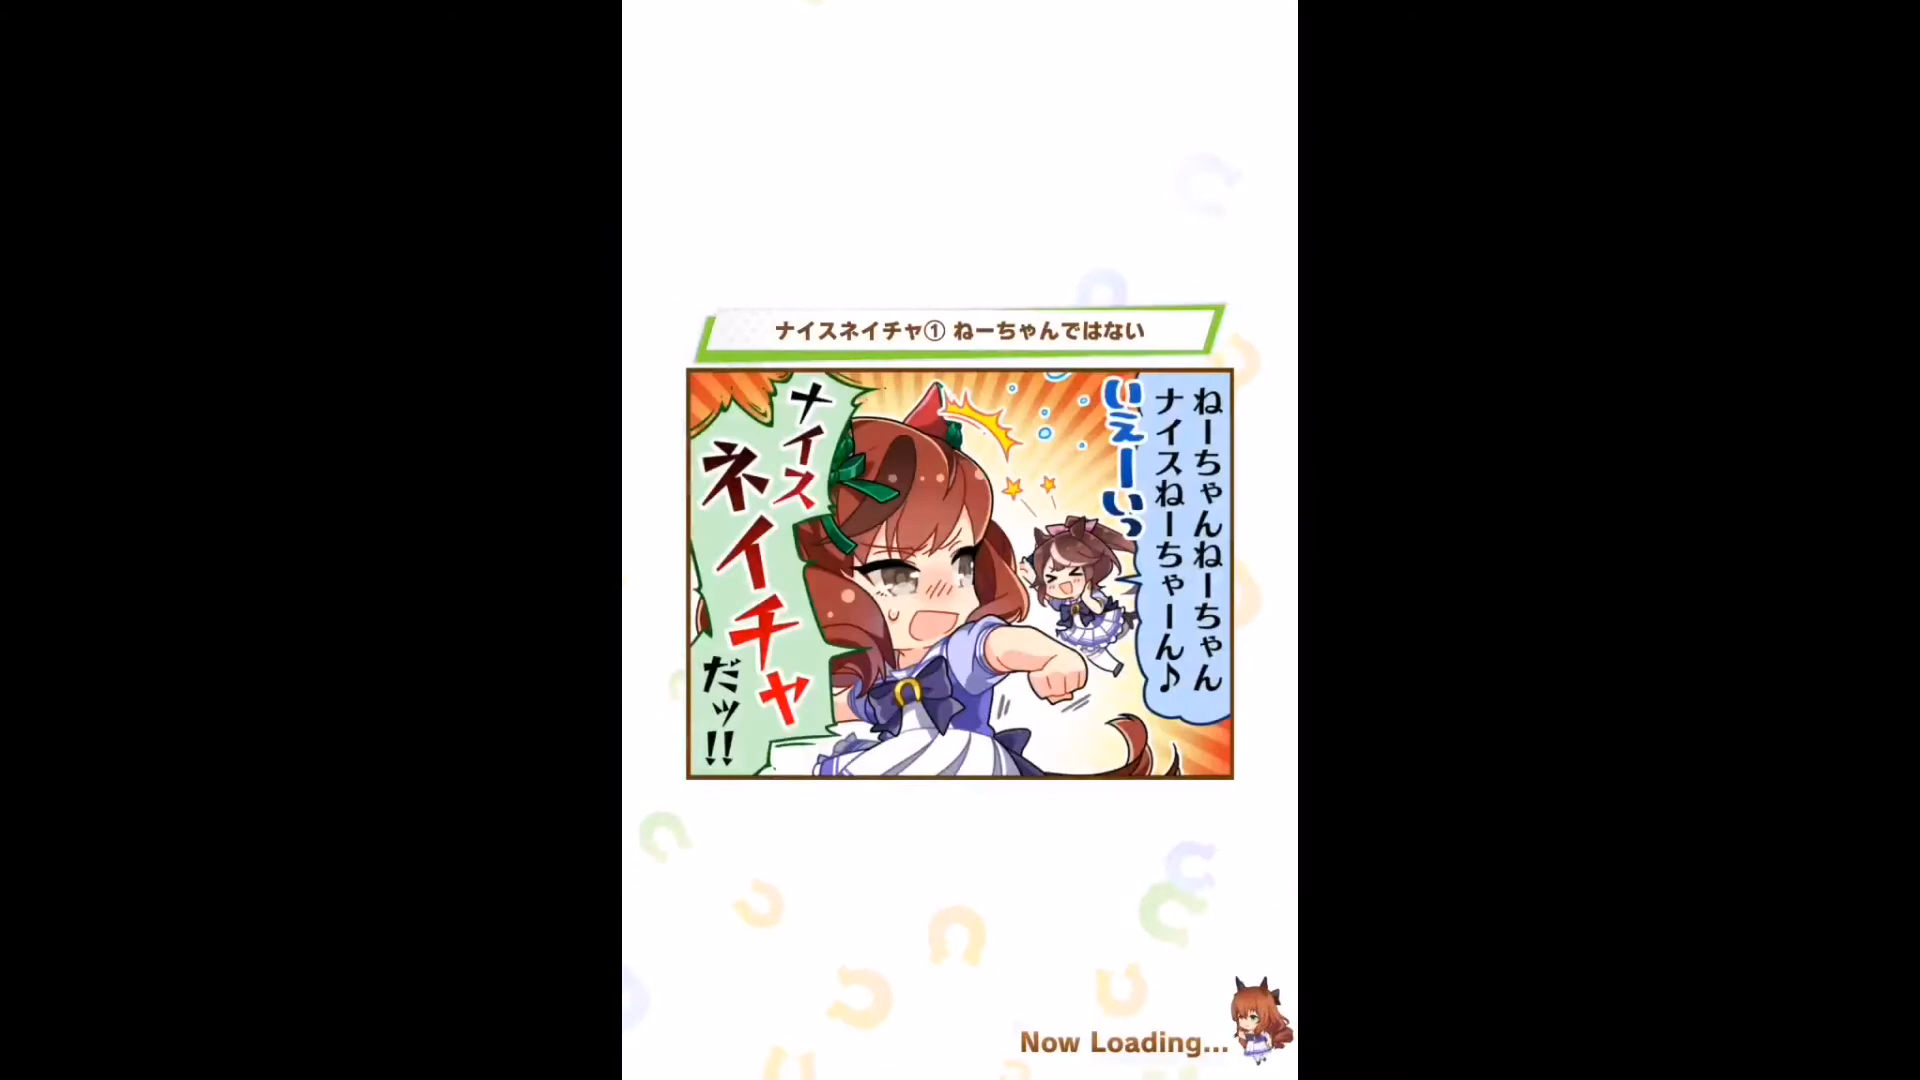 ナイスネイチャ① ねーちゃんではない
ねーちゃんねーちゃん
ナイスねーちゃーん♪
いえーいっ
ナイス
ネイチャ
だッ!!
Now Loading...